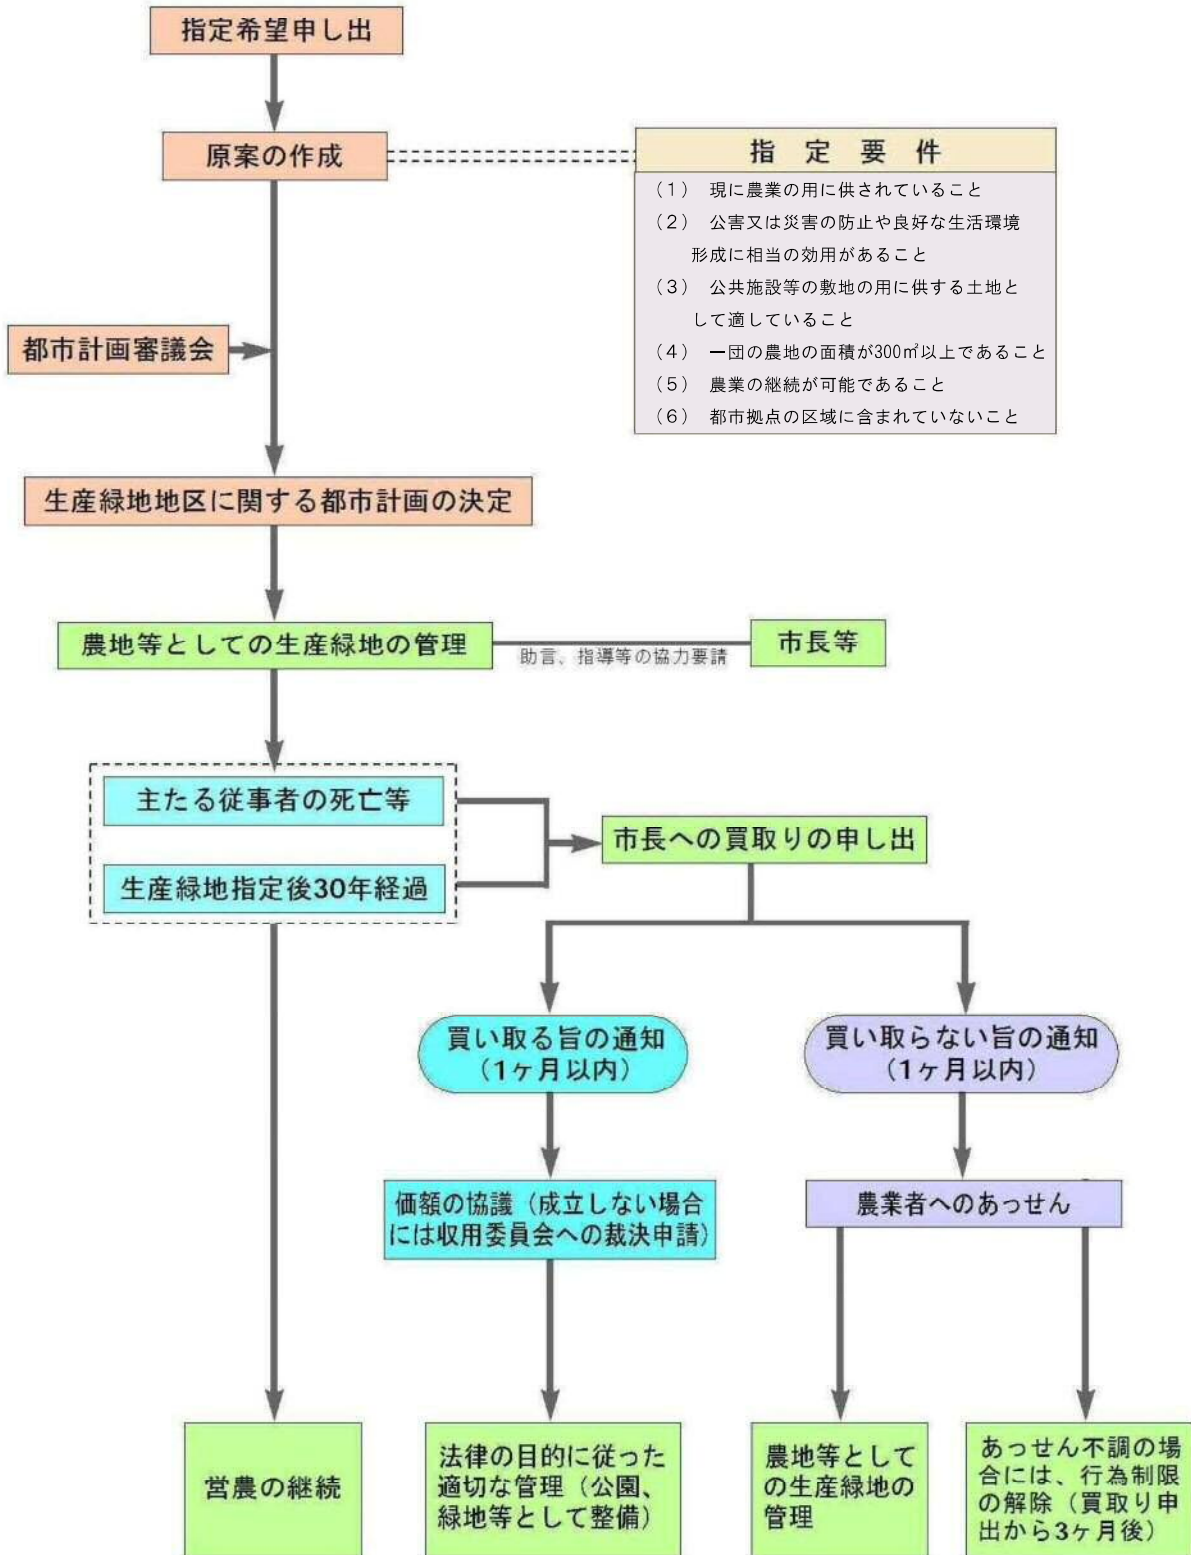 指定希望申し出
原案の作成
指 定 要 件
（1） 現に農業の用に供されていること
（2） 公害又は災害の防止や良好な生活環境
形成に相当の効用があること
（3） 公共施設等の敷地の用に供する土地と
して適していること
（4） 一団の農地の面積が300㎡以上であること
（5） 農業の継続が可能であること
（6） 都市拠点の区域に含まれていないこと
都市計画審議会
生産緑地地区に関する都市計画の決定
農地等としての生産緑地の管理
助言、指導等の協力要請
市長等
主たる従事者の死亡等
生産緑地指定後30年経過
市長への買取りの申し出
買い取る旨の通知
（1ヶ月以内）
買い取らない旨の通知
（1ヶ月以内）
価額の協議（成立しない場合
には収用委員会への裁決申請）
農業者へのあっせん
営農の継続
法律の目的に従った
適切な管理（公園、
緑地等として整備）
農地等として
の生産緑地の
管理
あっせん不調の場
合には、行為制限
の解除（買取り申
出から3ヶ月後）